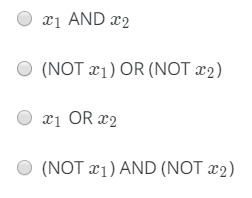 x₁ AND x₂
(NOT x₁) OR (NOT x₂)
x₁ OR x₂
(NOT x₁) AND (NOT x₂)